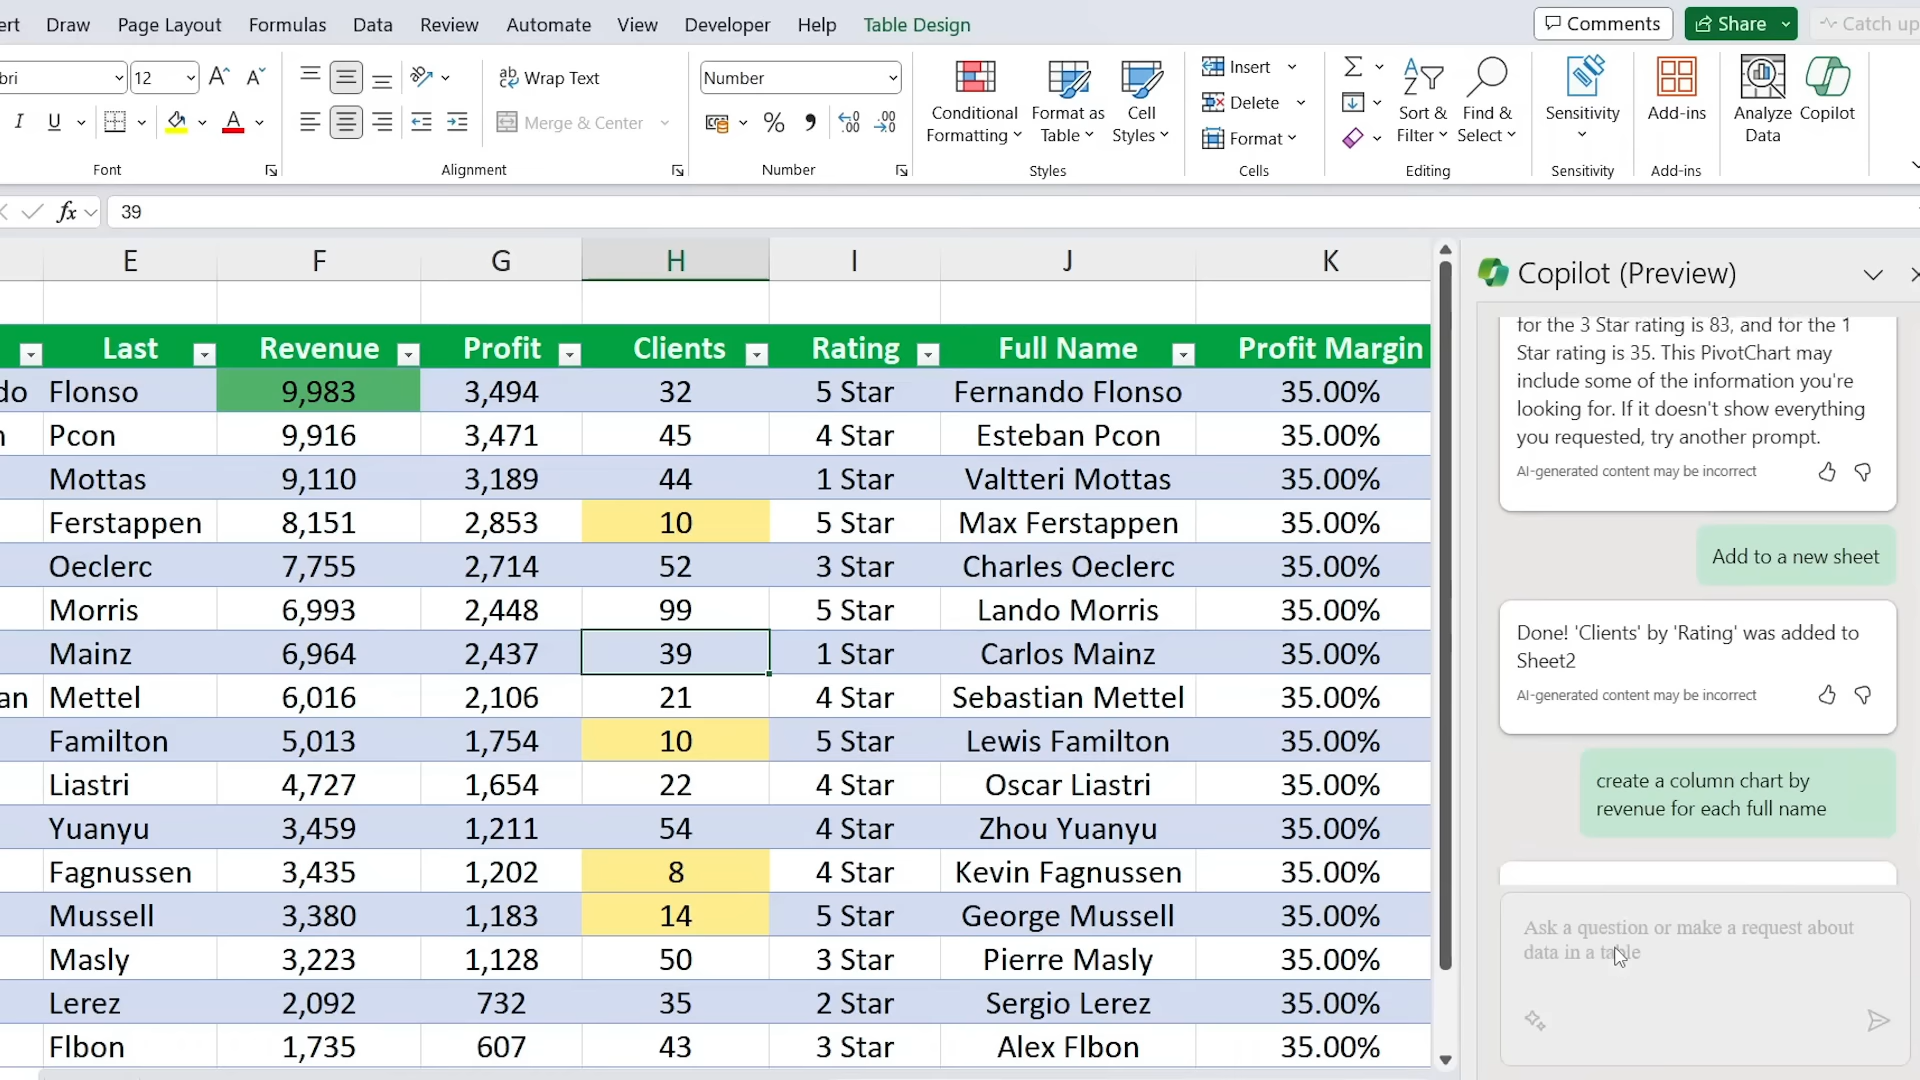 ert Draw Page Layout Formulas Data Review Automate View Developer Help Table Design Comments Share Catch up
bri 12 A A ab Wrap Text Number Insert Σ
Conditional Format as Cell Delete Sort & Find & Sensitivity Add-ins Analyze Copilot
I U A Merge & Center % , .00 .00 Formatting Table Styles Format Filter Select Data
Font Alignment Number Styles Cells Editing Sensitivity Add-ins
fx 39
E F G H I J K
Last Revenue Profit Clients Rating Full Name Profit Margin
do Flonso 9,983 3,494 32 5 Star Fernando Flonso 35.00%
n Pcon 9,916 3,471 45 4 Star Esteban Pcon 35.00%
Mottas 9,110 3,189 44 1 Star Valtteri Mottas 35.00%
Ferstappen 8,151 2,853 10 5 Star Max Ferstappen 35.00%
Oeclerc 7,755 2,714 52 3 Star Charles Oeclerc 35.00%
Morris 6,993 2,448 99 5 Star Lando Morris 35.00%
Mainz 6,964 2,437 39 1 Star Carlos Mainz 35.00%
an Mettel 6,016 2,106 21 4 Star Sebastian Mettel 35.00%
Familton 5,013 1,754 10 5 Star Lewis Familton 35.00%
Liastri 4,727 1,654 22 4 Star Oscar Liastri 35.00%
Yuanyu 3,459 1,211 54 4 Star Zhou Yuanyu 35.00%
Fagnussen 3,435 1,202 8 4 Star Kevin Fagnussen 35.00%
Mussell 3,380 1,183 14 5 Star George Mussell 35.00%
Masly 3,223 1,128 50 3 Star Pierre Masly 35.00%
Lerez 2,092 732 35 2 Star Sergio Lerez 35.00%
Flbon 1,735 607 43 3 Star Alex Flbon 35.00%
Copilot (Preview)
for the 3 Star rating is 83, and for the 1
Star rating is 35. This PivotChart may
include some of the information you're
looking for. If it doesn't show everything
you requested, try another prompt.
AI-generated content may be incorrect
Add to a new sheet
Done! 'Clients' by 'Rating' was added to
Sheet2
AI-generated content may be incorrect
create a column chart by
revenue for each full name
Ask a question or make a request about
data in a table